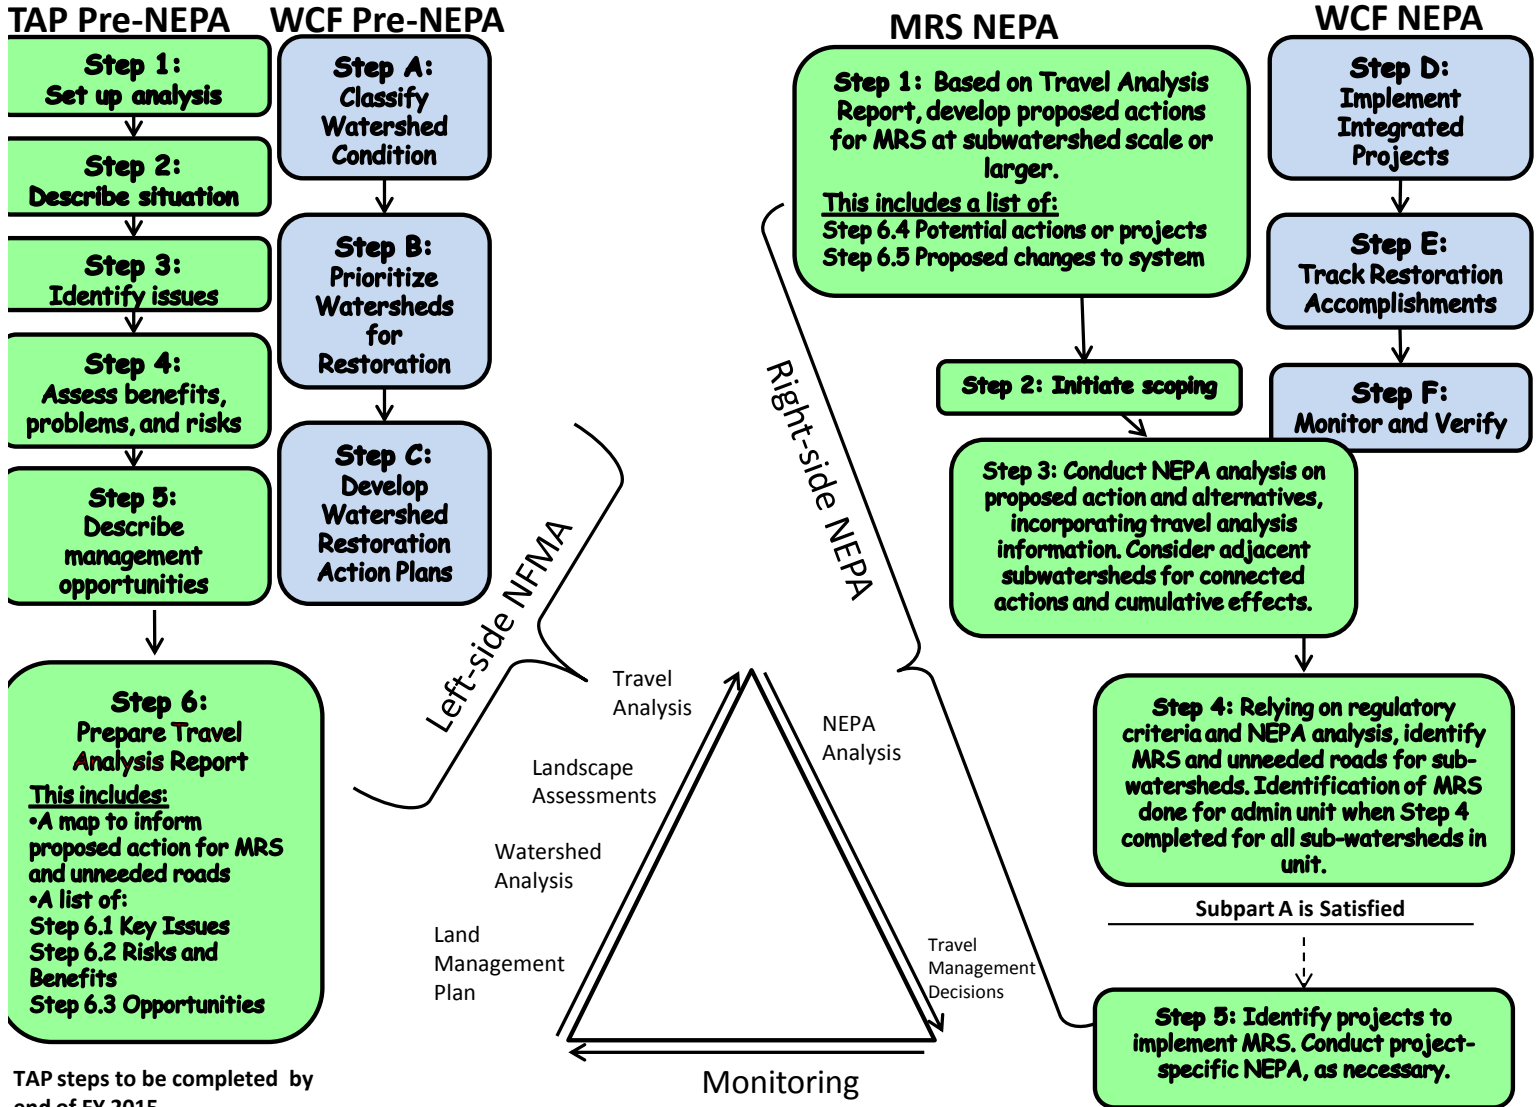 TAP Pre-NEPA
Step 1:
Set up analysis
Step 2:
Describe situation
Step 3:
Identify issues
Step 4:
Assess benefits,
problems, and risks
Step 5:
Describe
management
opportunities
Step 6:
Prepare Travel
Analysis Report
This includes:
•A map to inform
proposed action for MRS
and unneeded roads
•A list of:
Step 6.1 Key Issues
Step 6.2 Risks and
Benefits
Step 6.3 Opportunities
TAP steps to be completed by
end of FY 2015
WCF Pre-NEPA
Step A:
Classify
Watershed
Condition
Step B:
Prioritize
Watersheds
for
Restoration
Step C:
Develop
Watershed
Restoration
Action Plans
Left-side NFMA
Travel
Analysis
Landscape
Assessments
Watershed
Analysis
Land
Management
Plan
NEPA
Analysis
Travel
Management
Decisions
Monitoring
Right-side NEPA
MRS NEPA
Step 1: Based on Travel Analysis
Report, develop proposed actions
for MRS at subwatershed scale or
larger.
This includes a list of:
Step 6.4 Potential actions or projects
Step 6.5 Proposed changes to system
Step 2: Initiate scoping
Step 3: Conduct NEPA analysis on
proposed action and alternatives,
incorporating travel analysis
information. Consider adjacent
subwatersheds for connected
actions and cumulative effects.
Step 4: Relying on regulatory
criteria and NEPA analysis, identify
MRS and unneeded roads for sub-
watersheds. Identification of MRS
done for admin unit when Step 4
completed for all sub-watersheds in
unit.
Subpart A is Satisfied
Step 5: Identify projects to
implement MRS. Conduct project-
specific NEPA, as necessary.
WCF NEPA
Step D:
Implement
Integrated
Projects
Step E:
Track Restoration
Accomplishments
Step F:
Monitor and Verify